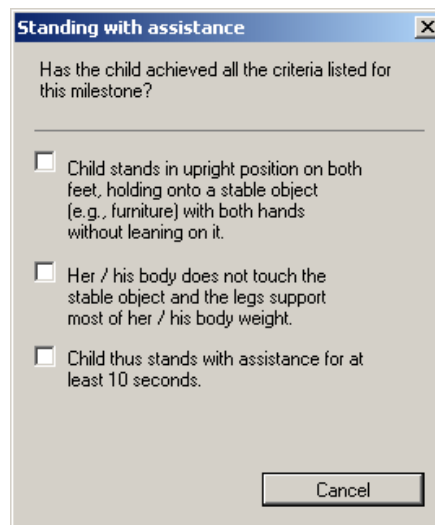 Standing with assistance
Has the child achieved all the criteria listed for
this milestone?
Child stands in upright position on both
feet, holding onto a stable object
(e.g., furniture) with both hands
without leaning on it.
Her / his body does not touch the
stable object and the legs support
most of her / his body weight.
Child thus stands with assistance for at
least 10 seconds.
Cancel